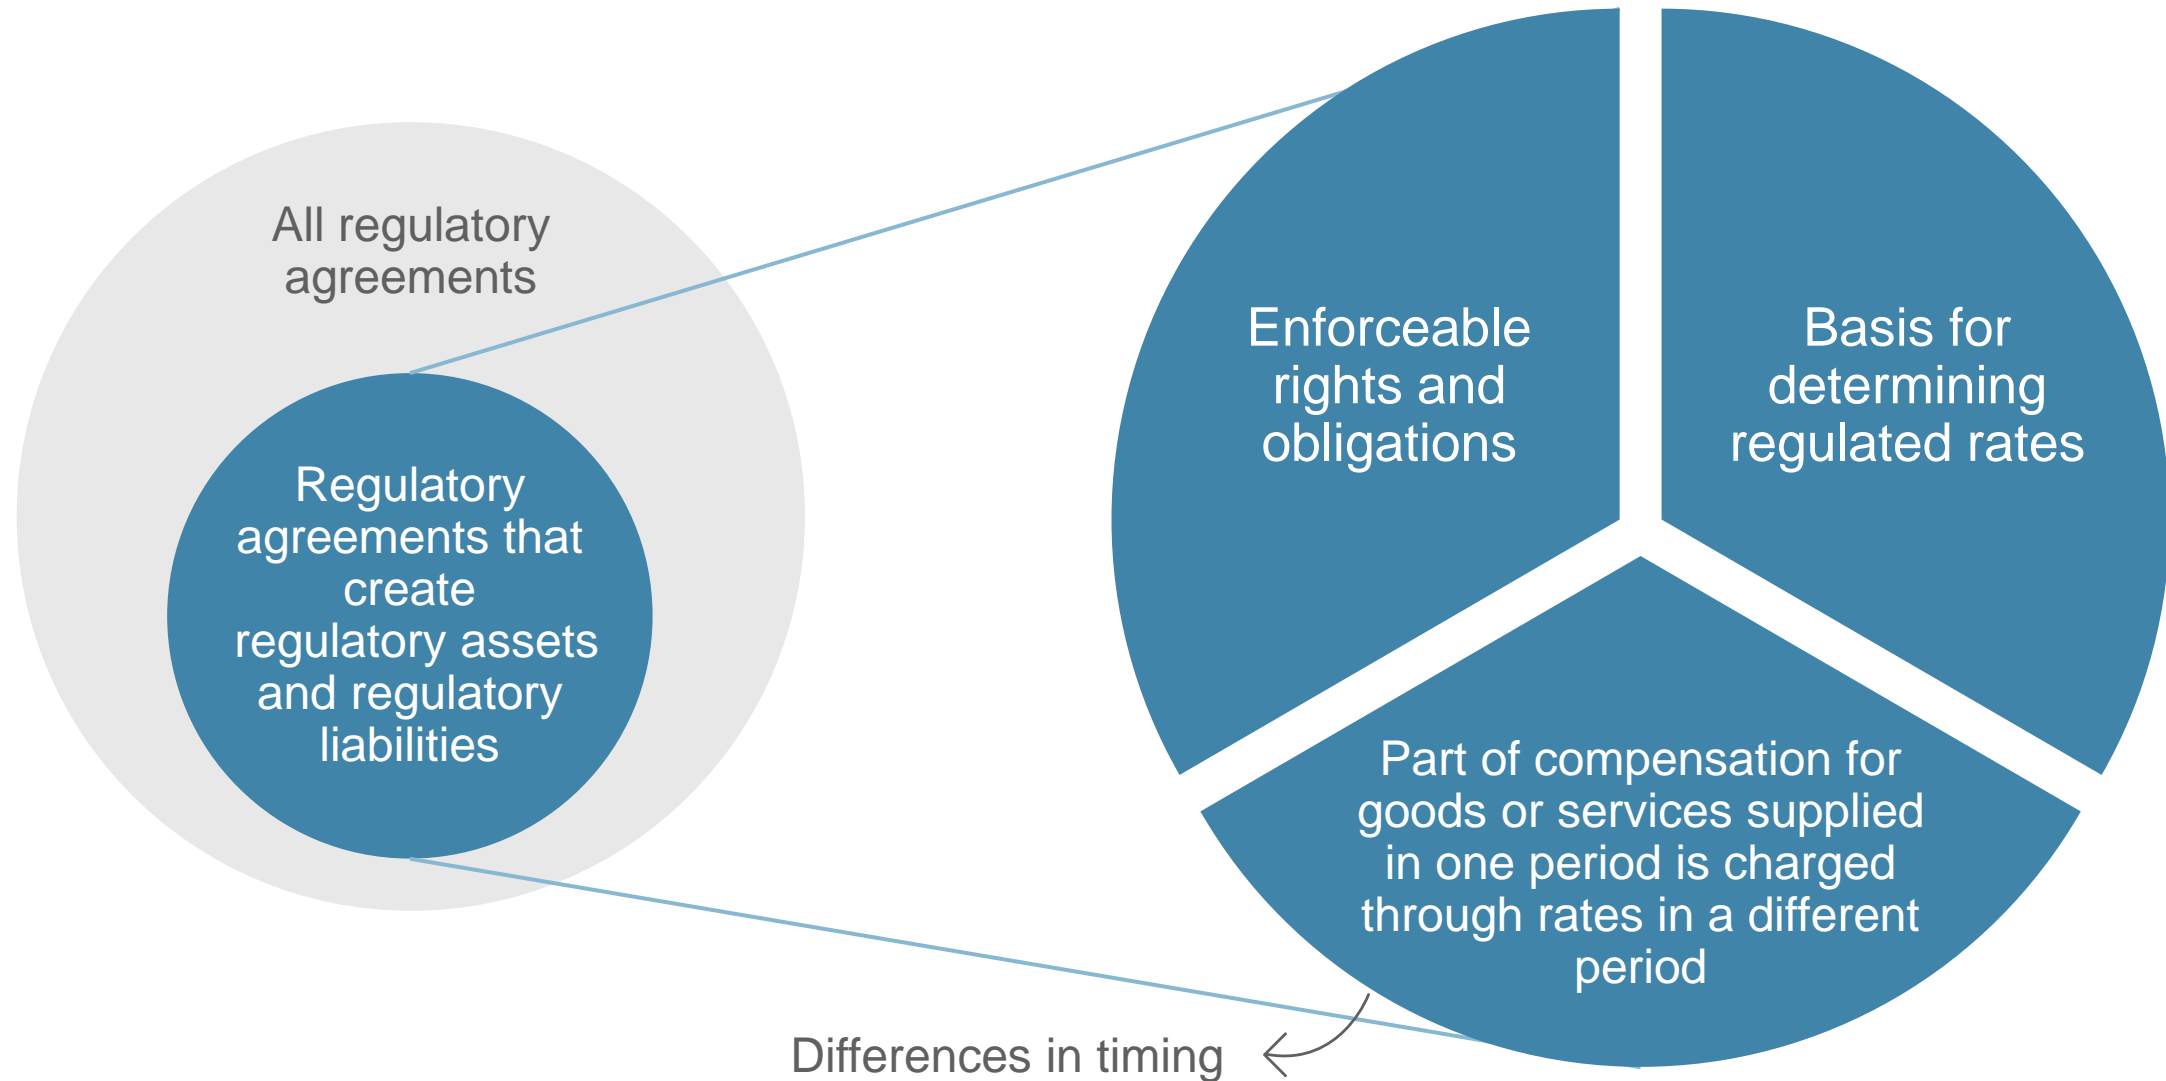 All regulatory
agreements
Regulatory
agreements that
create
regulatory assets
and regulatory
liabilities
Enforceable
rights and
obligations
Basis for
determining
regulated rates
Part of compensation for
goods or services supplied
in one period is charged
through rates in a different
period
Differences in timing